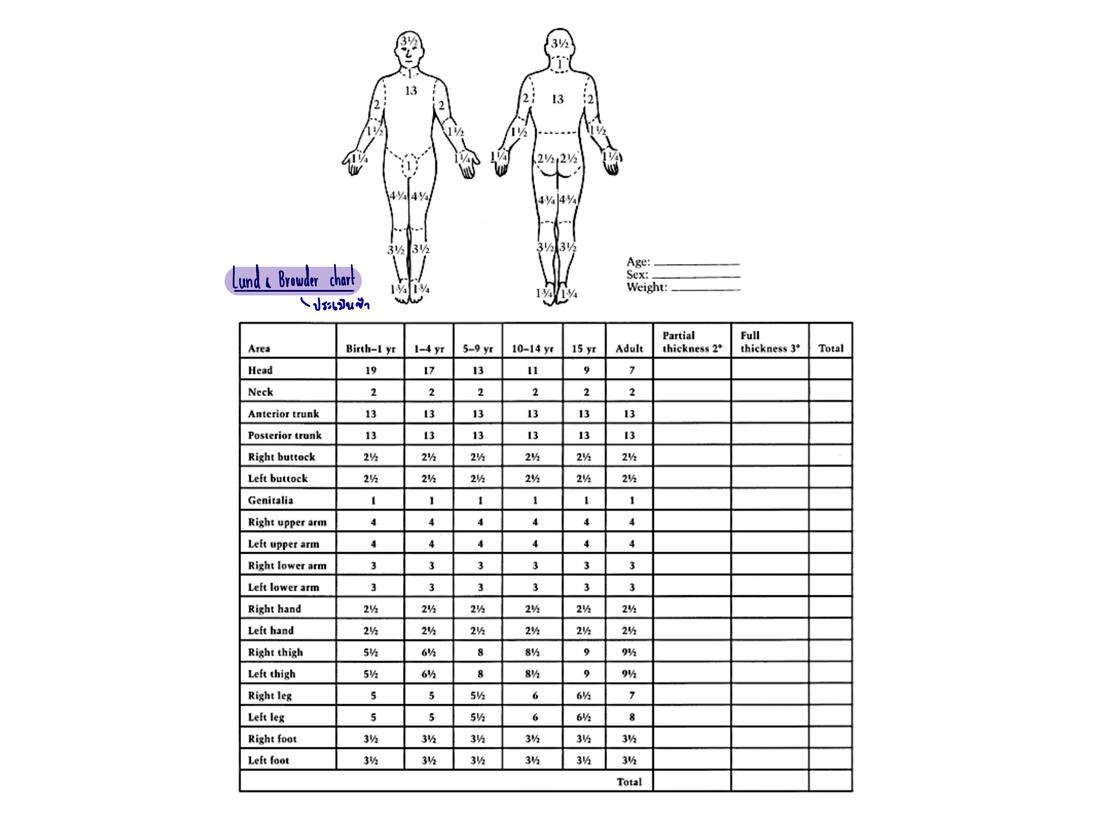 3½ 3½
1 1
13 13
2 2 2 2
1½ 1½ 1½ 1½
1¼ 1¼ 1¼ 1¼
1 2½ 2½
4¾ 4¾ 4¾ 4¾
3½ 3½ 3½ 3½
1¾ 1¾ 1¾ 1¾
Age:
Sex:
Weight:
Lund & Browder chart
ประเมินผิว
Area Birth–1 yr 1–4 yr 5–9 yr 10–14 yr 15 yr Adult Partial thickness 2° Full thickness 3° Total
Head 19 17 13 11 9 7
Neck 2 2 2 2 2 2
Anterior trunk 13 13 13 13 13 13
Posterior trunk 13 13 13 13 13 13
Right buttock 2½ 2½ 2½ 2½ 2½ 2½
Left buttock 2½ 2½ 2½ 2½ 2½ 2½
Genitalia 1 1 1 1 1 1
Right upper arm 4 4 4 4 4 4
Left upper arm 4 4 4 4 4 4
Right lower arm 3 3 3 3 3 3
Left lower arm 3 3 3 3 3 3
Right hand 2½ 2½ 2½ 2½ 2½ 2½
Left hand 2½ 2½ 2½ 2½ 2½ 2½
Right thigh 5½ 6½ 8 8½ 9 9½
Left thigh 5½ 6½ 8 8½ 9 9½
Right leg 5 5 5½ 6 6½ 7
Left leg 5 5 5½ 6 6½ 8
Right foot 3½ 3½ 3½ 3½ 3½ 3½
Left foot 3½ 3½ 3½ 3½ 3½ 3½
Total